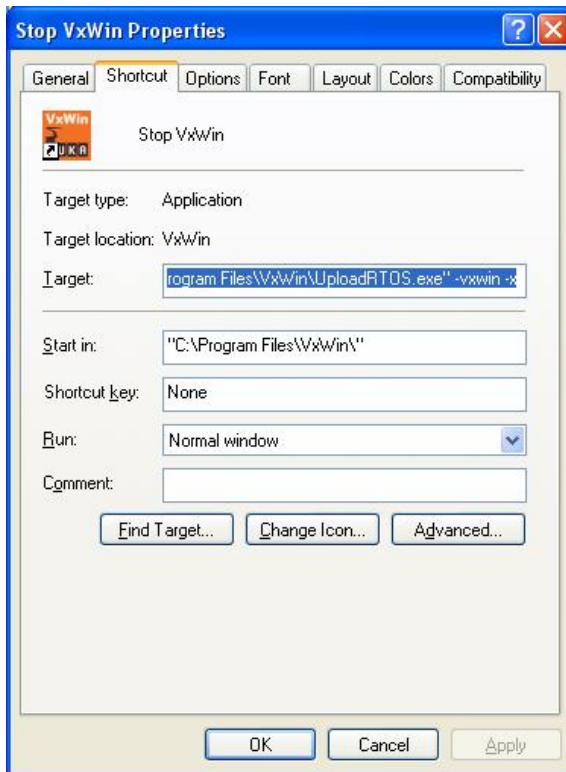 Stop VxWin Properties
General Shortcut Options Font Layout Colors Compatibility
VxWin
UKA
Stop VxWin
Target type: Application
Target location: VxWin
Target: rogram Files\VxWin\UploadRTOS.exe" -vxwin -x
Start in: "C:\Program Files\VxWin\"
Shortcut key: None
Run: Normal window
Comment:
Find Target... Change Icon... Advanced...
OK Cancel Apply